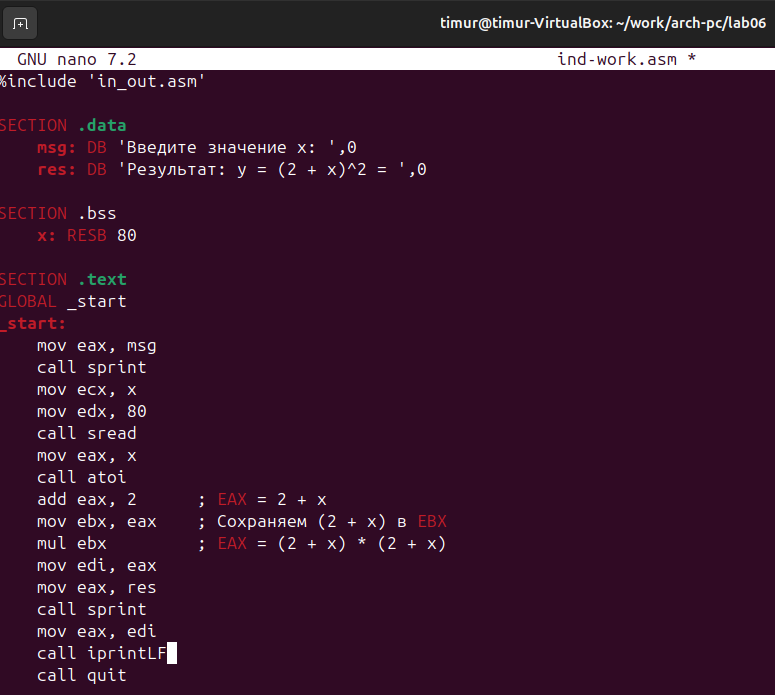 timur@timur-VirtualBox: ~/work/arch-pc/lab06
GNU nano 7.2 ind-work.asm *
%include 'in_out.asm'
SECTION .data
msg: DB 'Введите значение x: ',0
res: DB 'Результат: y = (2 + x)^2 = ',0
SECTION .bss
x: RESB 80
SECTION .text
GLOBAL _start
_start:
mov eax, msg
call sprint
mov ecx, x
mov edx, 80
call sread
mov eax, x
call atoi
add eax, 2 ; EAX = 2 + x
mov ebx, eax ; Сохраняем (2 + x) в EBX
mul ebx ; EAX = (2 + x) * (2 + x)
mov edi, eax
mov eax, res
call sprint
mov eax, edi
call iprintLF
call quit